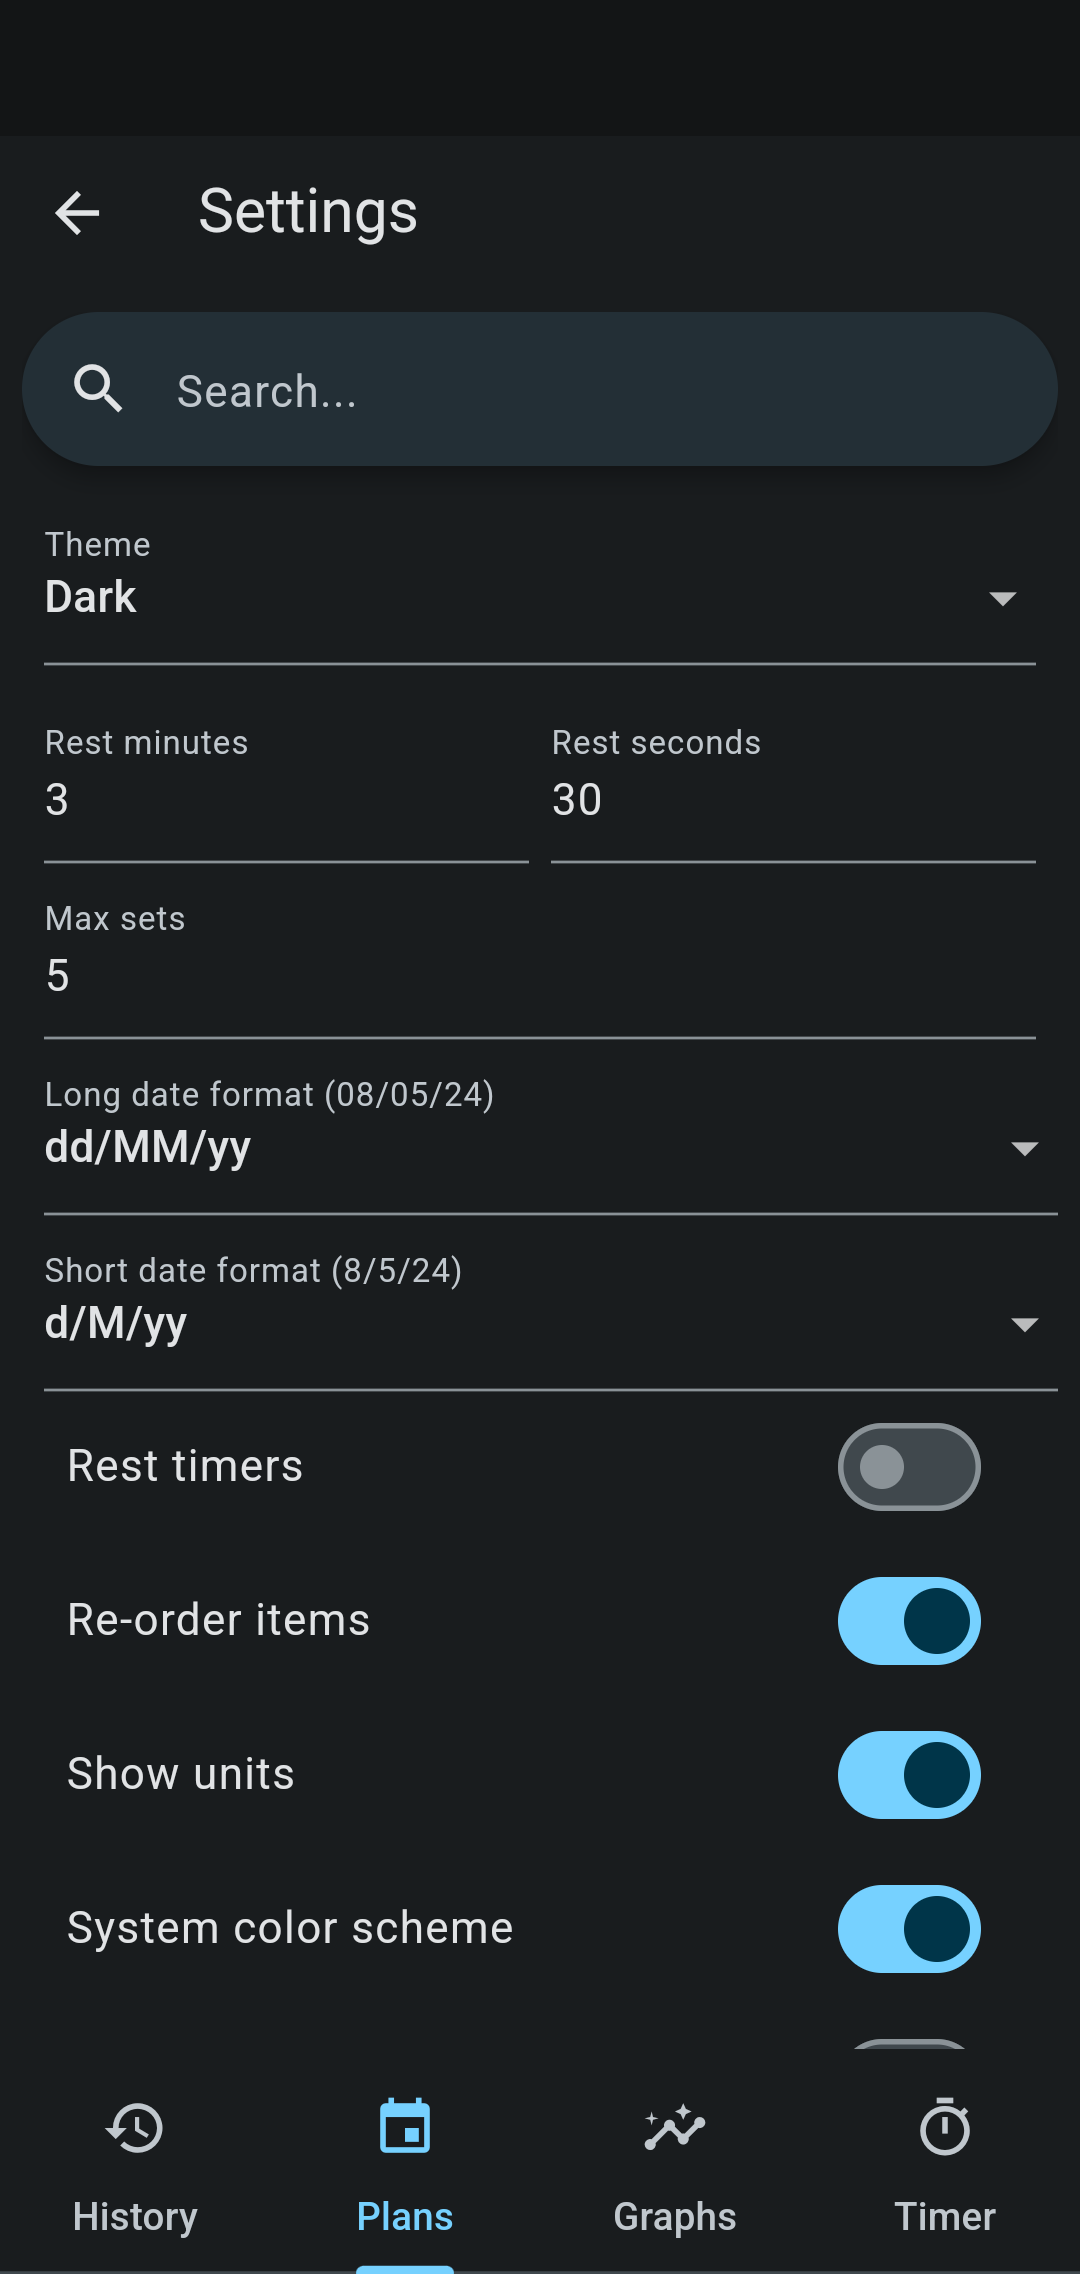 Settings
Search...
Theme
Dark
Rest minutes
Rest seconds
3
30
Max sets
5
Long date format (08/05/24)
dd/MM/yy
Short date format (8/5/24)
d/M/yy
Rest timers
Re-order items
Show units
System color scheme
History
Plans
Graphs
Timer